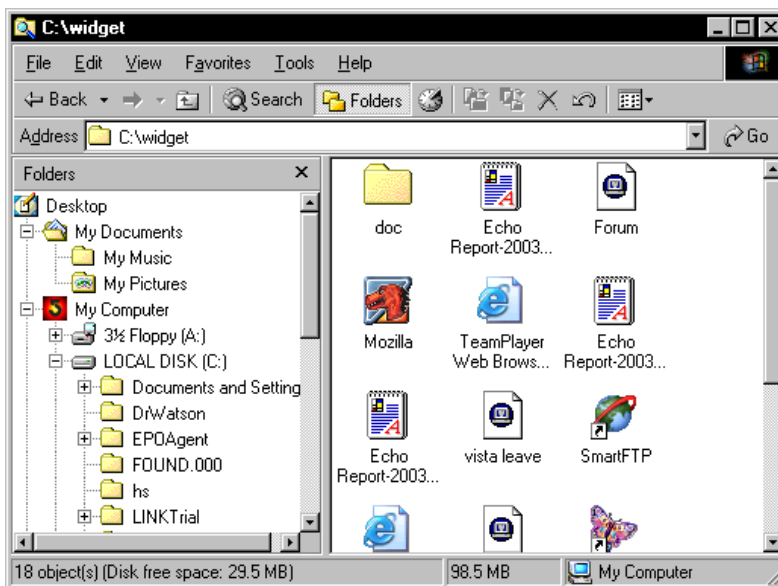 C:\widget
File Edit View Favorites Tools Help
Back Search Folders
Address C:\widget Go
Folders
Desktop
My Documents
My Music
My Pictures
My Computer
3½ Floppy (A:)
LOCAL DISK (C:)
Documents and Setting
DrWatson
EPOAgent
FOUND.000
hs
LINKTrial
doc
Echo
Report-2003...
Forum
Mozilla
TeamPlayer
Web Brows...
Echo
Report-2003...
Echo
Report-2003...
vista leave
SmartFTP
18 object(s) (Disk free space: 29.5 MB) 98.5 MB My Computer